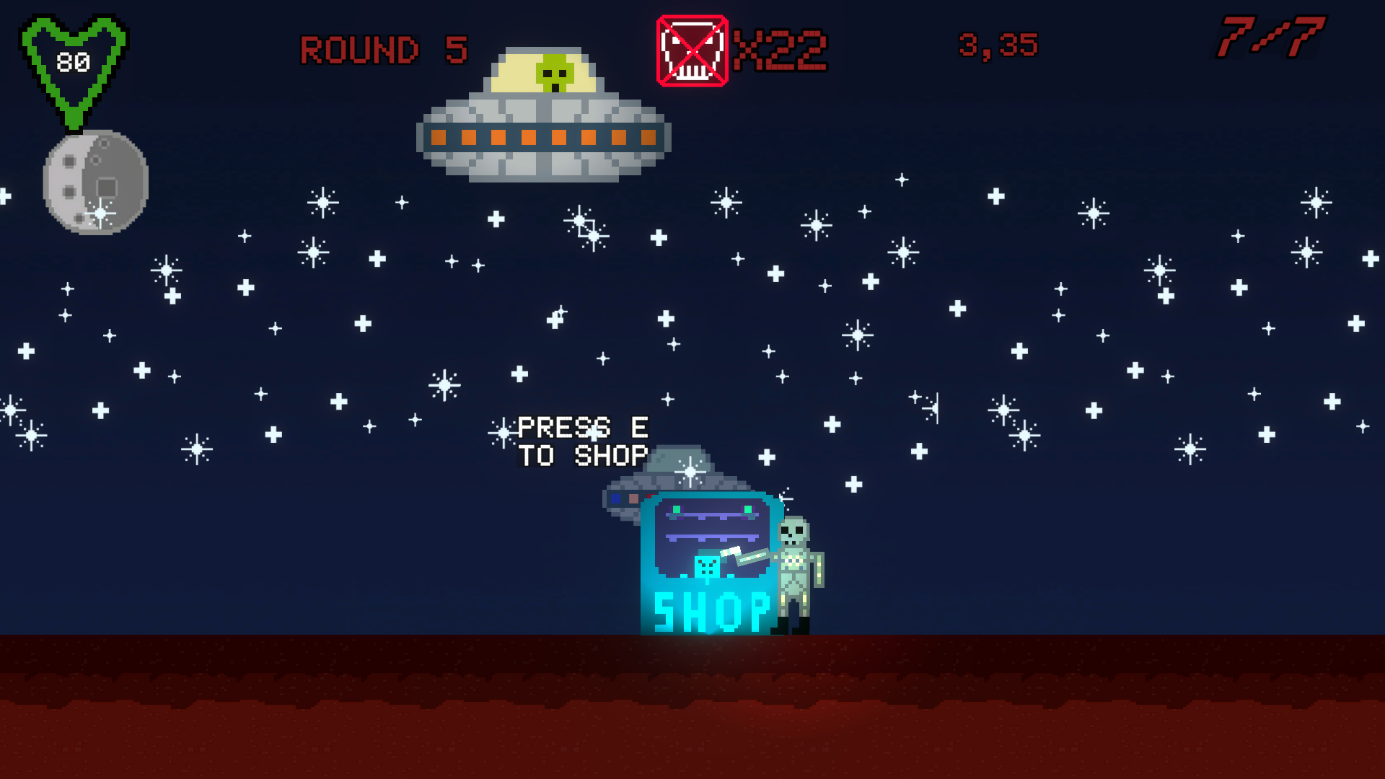 80
ROUND 5
X22
3,35
7/7
PRESS E
TO SHOP
SHOP